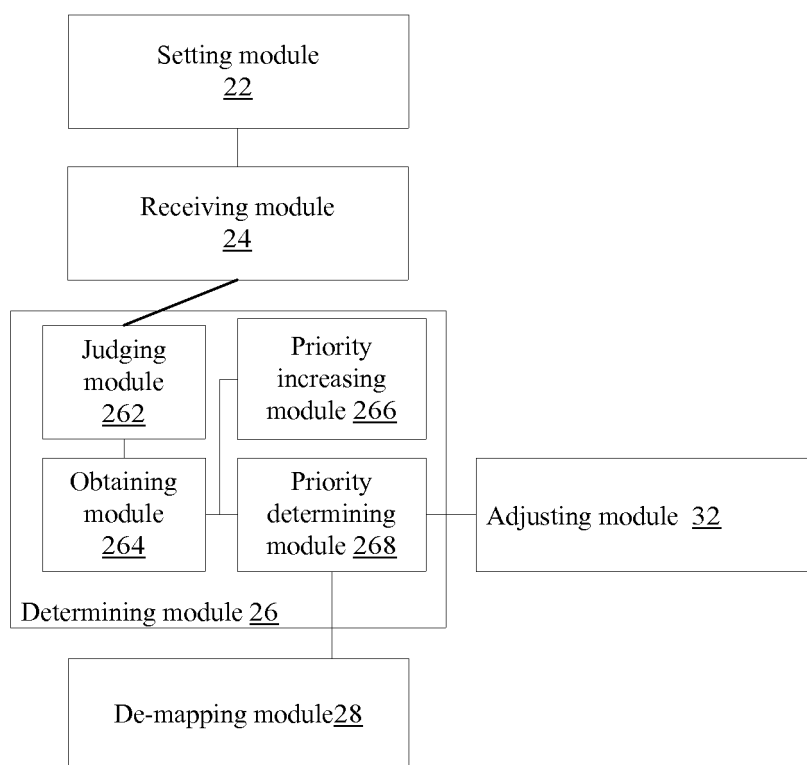 Setting module
22
Receiving module
24
Judging
module
262
Priority
increasing
module 266
Obtaining
module
264
Priority
determining
module 268
Adjusting module 32
Determining module 26
De-mapping module28